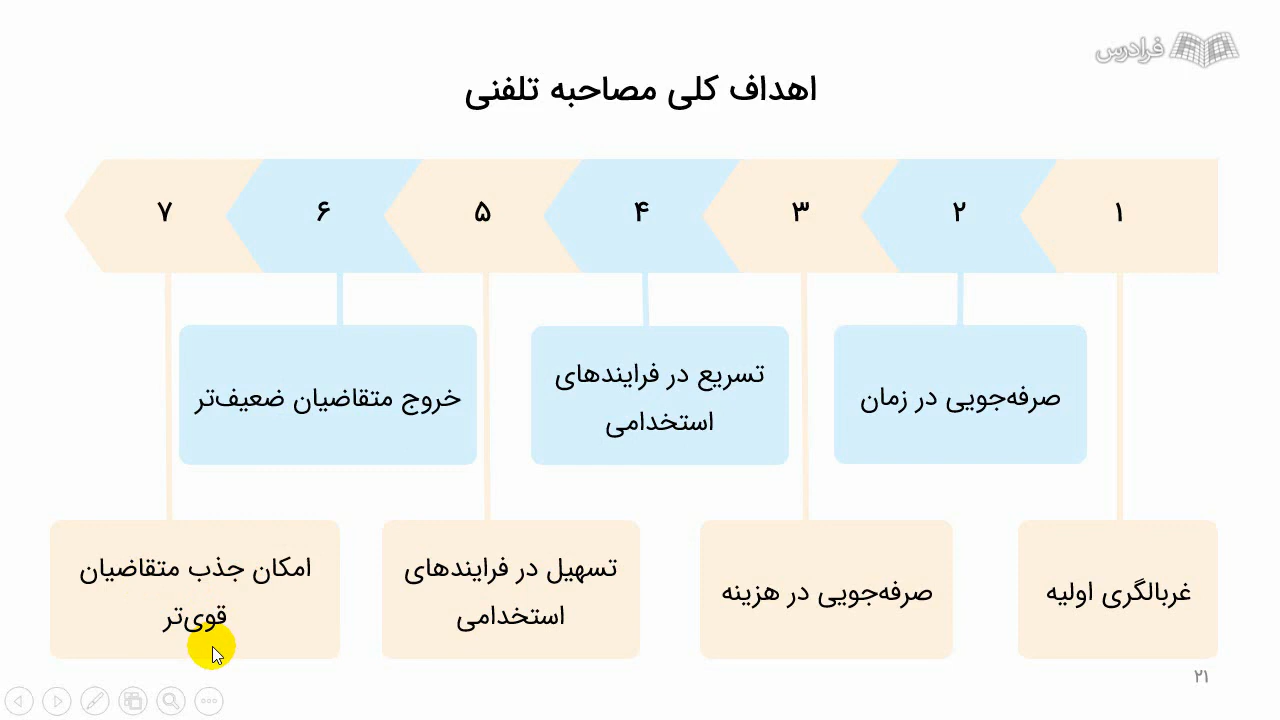 فرادرس
اهداف کلی مصاحبه تلفنی
۱
۲
۳
۴
۵
۶
۷
صرفه‌جویی در زمان
تسریع در فرایندهای
استخدامی
خروج متقاضیان ضعیف‌تر
غربالگری اولیه
صرفه‌جویی در هزینه
تسهیل در فرایندهای
استخدامی
امکان جذب متقاضیان
قوی‌تر
۲۱